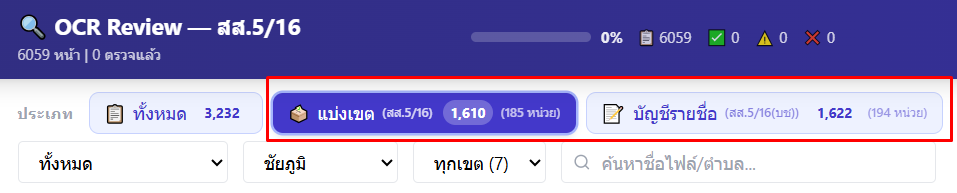 OCR Review — สส.5/16
6059 หน้า | 0 ตรวจแล้ว
0% 6059 0 0 0
ประเภท ทั้งหมด 3,232 แบ่งเขต (สส.5/16) 1,610 (185 หน่วย) บัญชีรายชื่อ (สส.5/16(บช)) 1,622 (194 หน่วย)
ทั้งหมด ชัยภูมิ ทุกเขต (7) ค้นหาชื่อไฟล์/ตำบล...